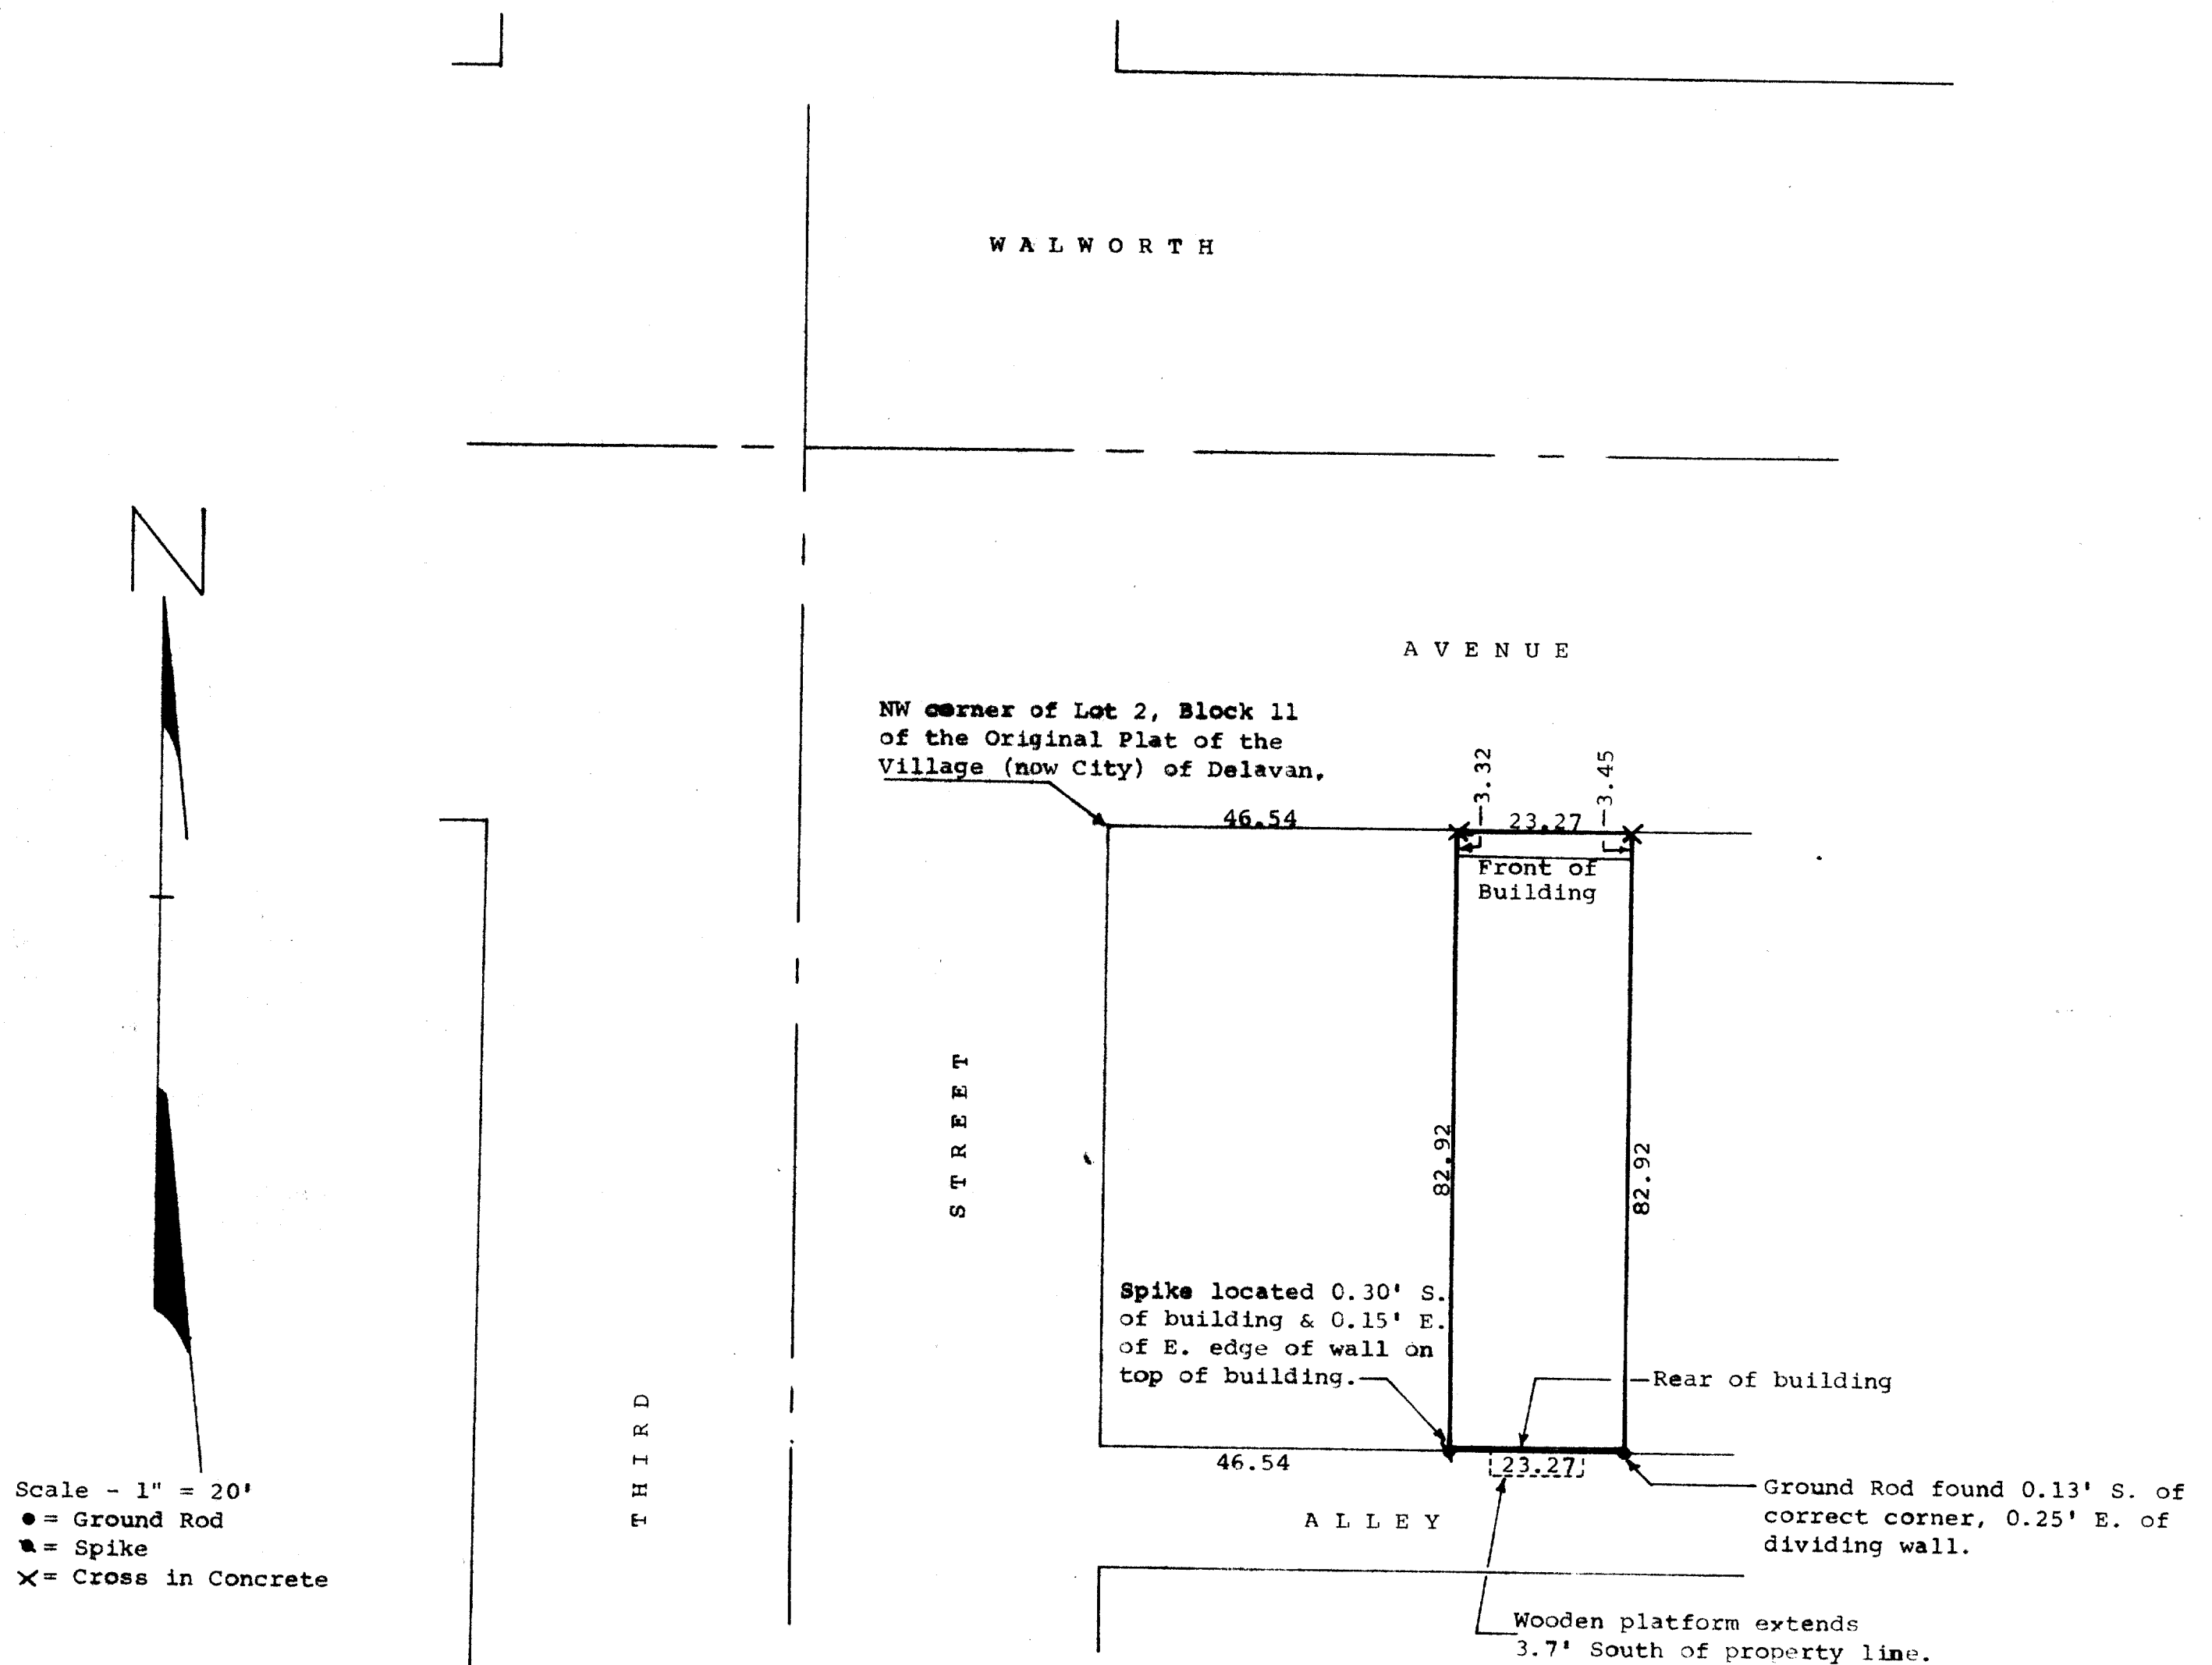 WALWORTH
N
AVENUE
NW corner of Lot 2, Block 11
of the Original Plat of the
Village (now City) of Delavan.
46.54
3.32
23.27
3.45
Front of
Building
STREET
82.92
82.92
Spike located 0.30' S.
of building & 0.15' E.
of E. edge of wall on
top of building.
Rear of building
THIRD
46.54
23.27
Scale - 1" = 20'
● = Ground Rod
= Spike
X = Cross in Concrete
ALLEY
Ground Rod found 0.13' S. of
correct corner, 0.25' E. of
dividing wall.
Wooden platform extends
3.7' South of property line.